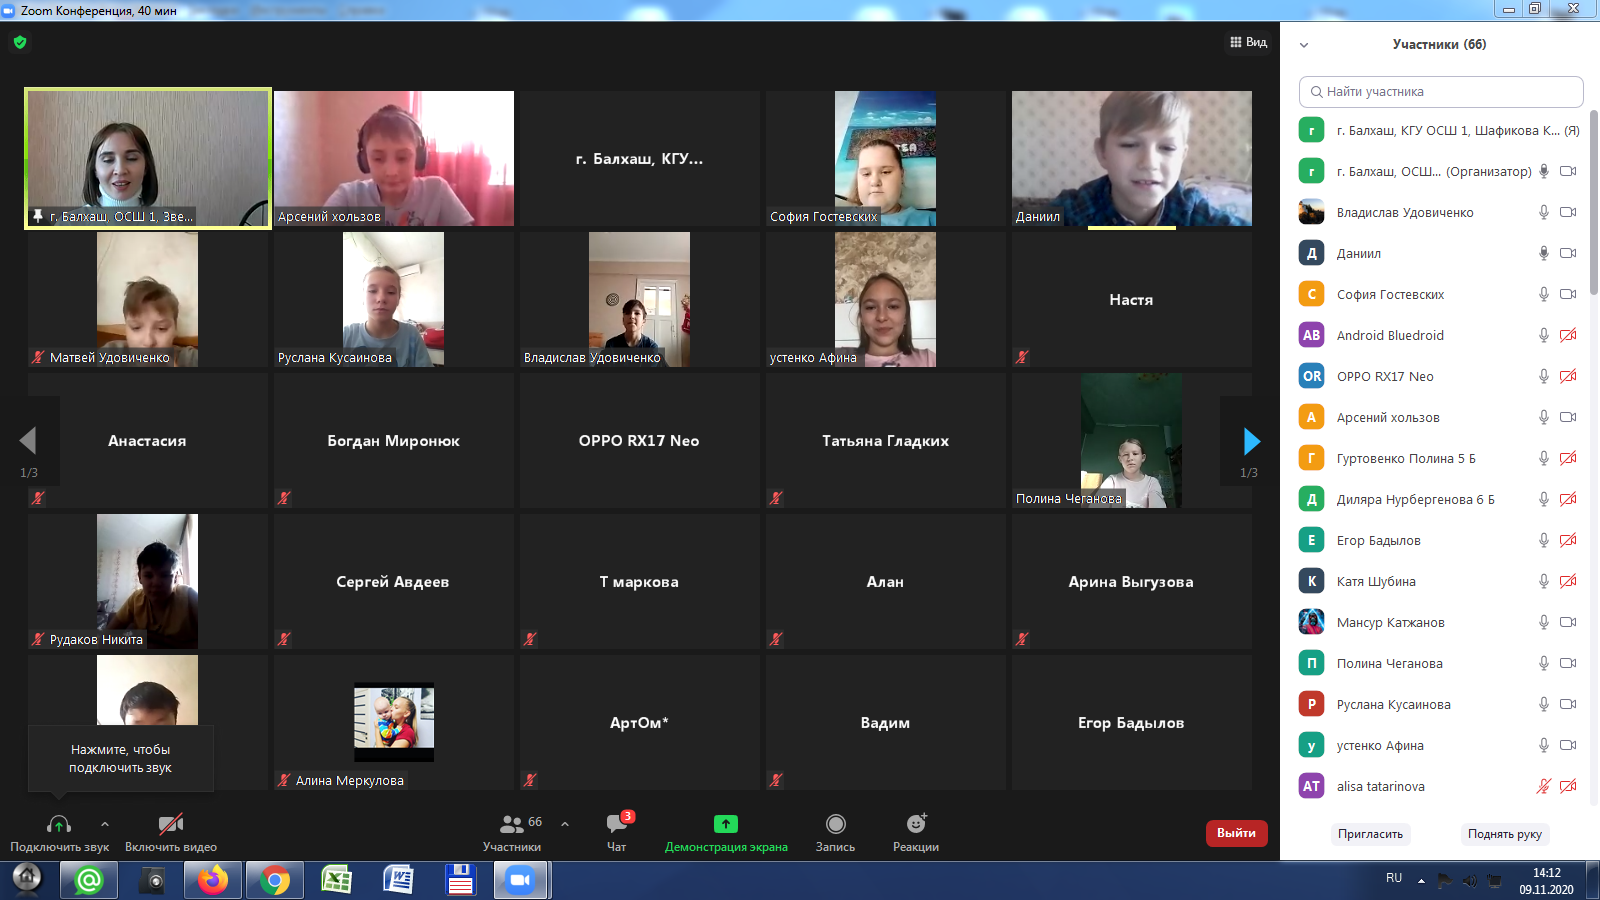 Zoom Конференция, 40 мин
Вид
г. Балхаш, ОСШ 1, Зве...
Арсений хользов
г. Балхаш, КГУ...
София Гостевских
Даниил
Матвей Удовиченко
Руслана Кусаинова
Владислав Удовиченко
устенко Афина
Настя
1/3
Анастасия
Богдан Миронюк
OPPO RX17 Neo
Татьяна Гладких
Полина Чеганова
1/3
Рудаков Никита
Сергей Авдеев
Т маркова
Алан
Арина Выгузова
Нажмите, чтобы
подключить звук
Алина Меркулова
АртОм*
Вадим
Егор Бадылов
Подключить звук
Включить видео
66
Участники
3
Чат
Демонстрация экрана
Запись
Реакции
Выйти
Участники (66)
Найти участника
г г. Балхаш, КГУ ОСШ 1, Шафикова К... (Я)
г г. Балхаш, ОСШ... (Организатор)
Владислав Удовиченко
Д Даниил
С София Гостевских
AB Android Bluedroid
OR OPPO RX17 Neo
А Арсений хользов
Г Гуртовенко Полина 5 Б
Д Диляра Нурбергенова 6 Б
Е Егор Бадылов
К Катя Шубина
Мансур Катжанов
П Полина Чеганова
Р Руслана Кусаинова
у устенко Афина
AT alisa tatarinova
Пригласить
Поднять руку
RU
14:12
09.11.2020